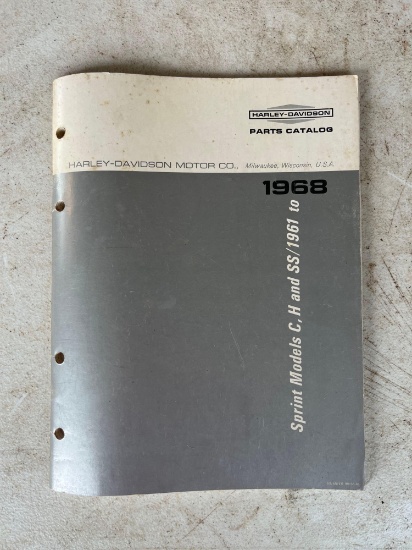 HARLEY-DAVIDSON
PARTS CATALOG
HARLEY-DAVIDSON MOTOR CO., Milwaukee, Wisconsin, U.S.A.
1968
Sprint Models C, H and SS/1961 to